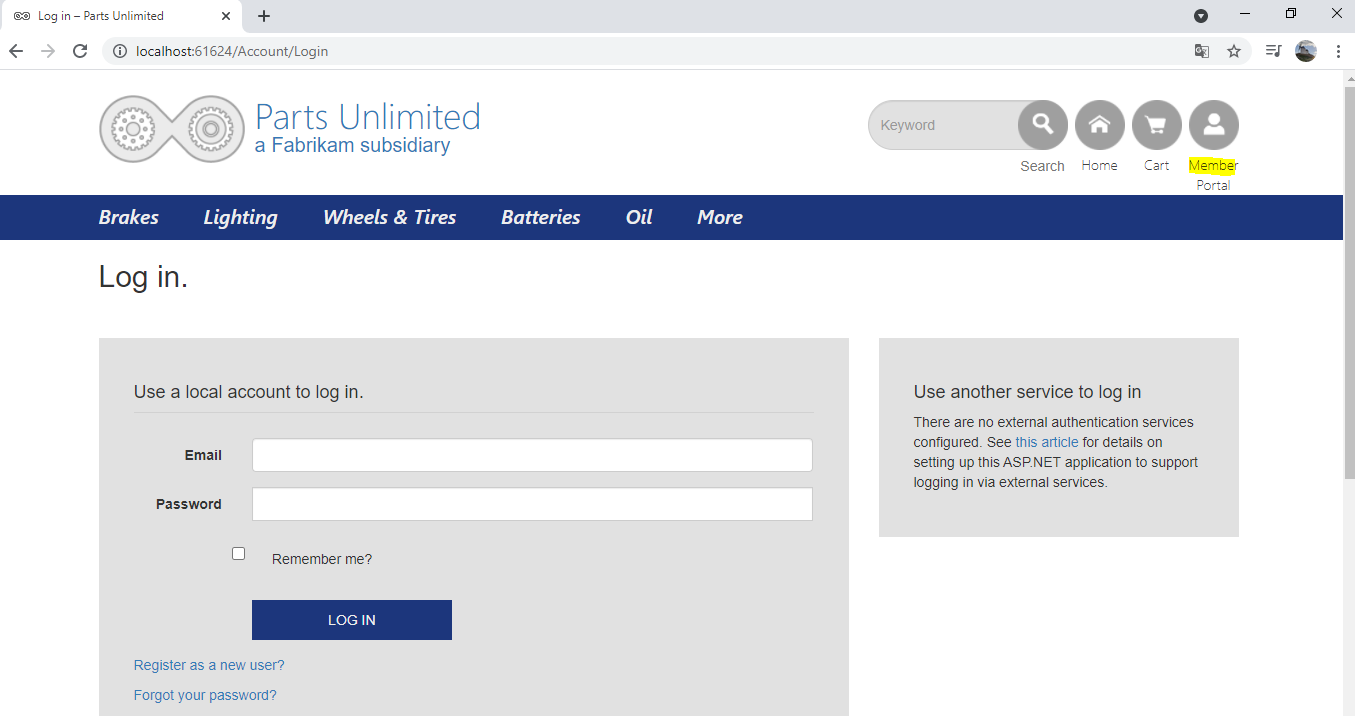 Log in – Parts Unlimited
localhost:61624/Account/Login
Parts Unlimited
a Fabrikam subsidiary
Keyword
Search
Home
Cart
Member
Portal
Brakes
Lighting
Wheels & Tires
Batteries
Oil
More
Log in.
Use a local account to log in.
Email
Password
Remember me?
LOG IN
Register as a new user?
Forgot your password?
Use another service to log in
There are no external authentication services
configured. See this article for details on
setting up this ASP.NET application to support
logging in via external services.